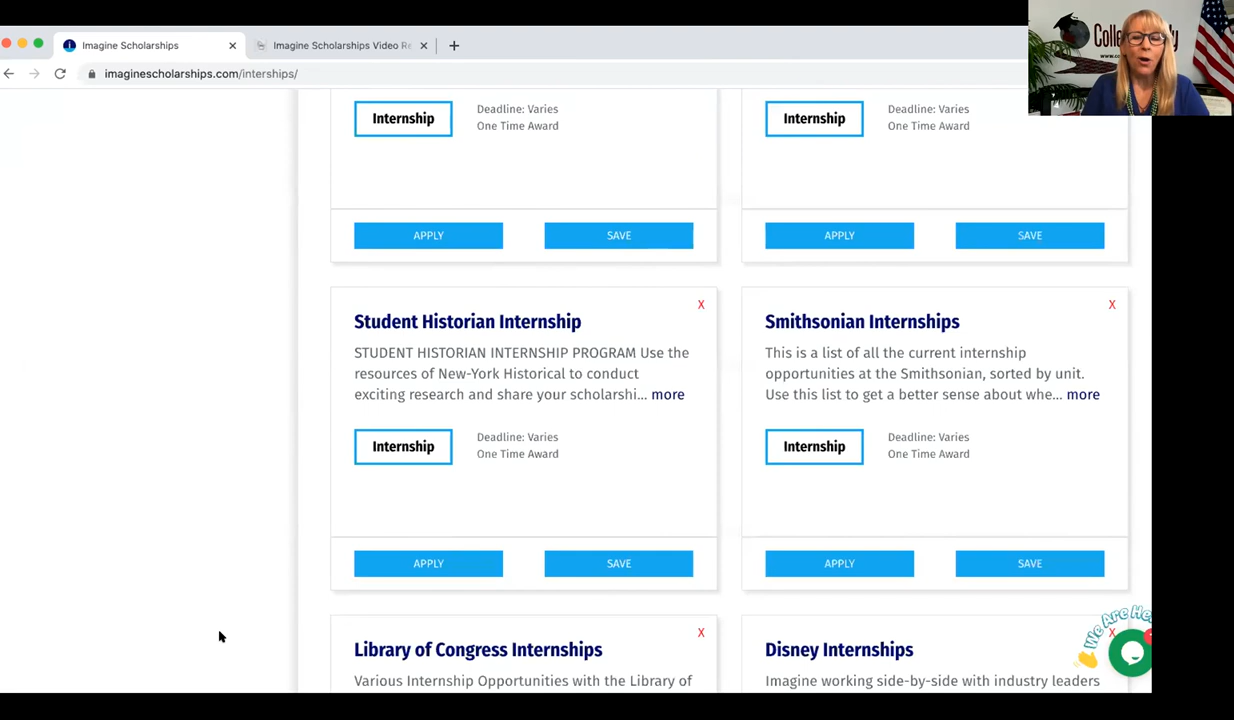 Imagine Scholarships
Imagine Scholarships Video Re
imaginescholarships.com/interships/
Internship
Deadline: Varies
One Time Award
Internship
Deadline: Varies
One Time Award
APPLY
SAVE
APPLY
SAVE
X
Student Historian Internship
STUDENT HISTORIAN INTERNSHIP PROGRAM Use the
resources of New-York Historical to conduct
exciting research and share your scholarshi... more
Internship
Deadline: Varies
One Time Award
APPLY
SAVE
X
Smithsonian Internships
This is a list of all the current internship
opportunities at the Smithsonian, sorted by unit.
Use this list to get a better sense about whe... more
Internship
Deadline: Varies
One Time Award
APPLY
SAVE
X
Library of Congress Internships
Various Internship Opportunities with the Library of
X
Disney Internships
Imagine working side-by-side with industry leaders
We Are He